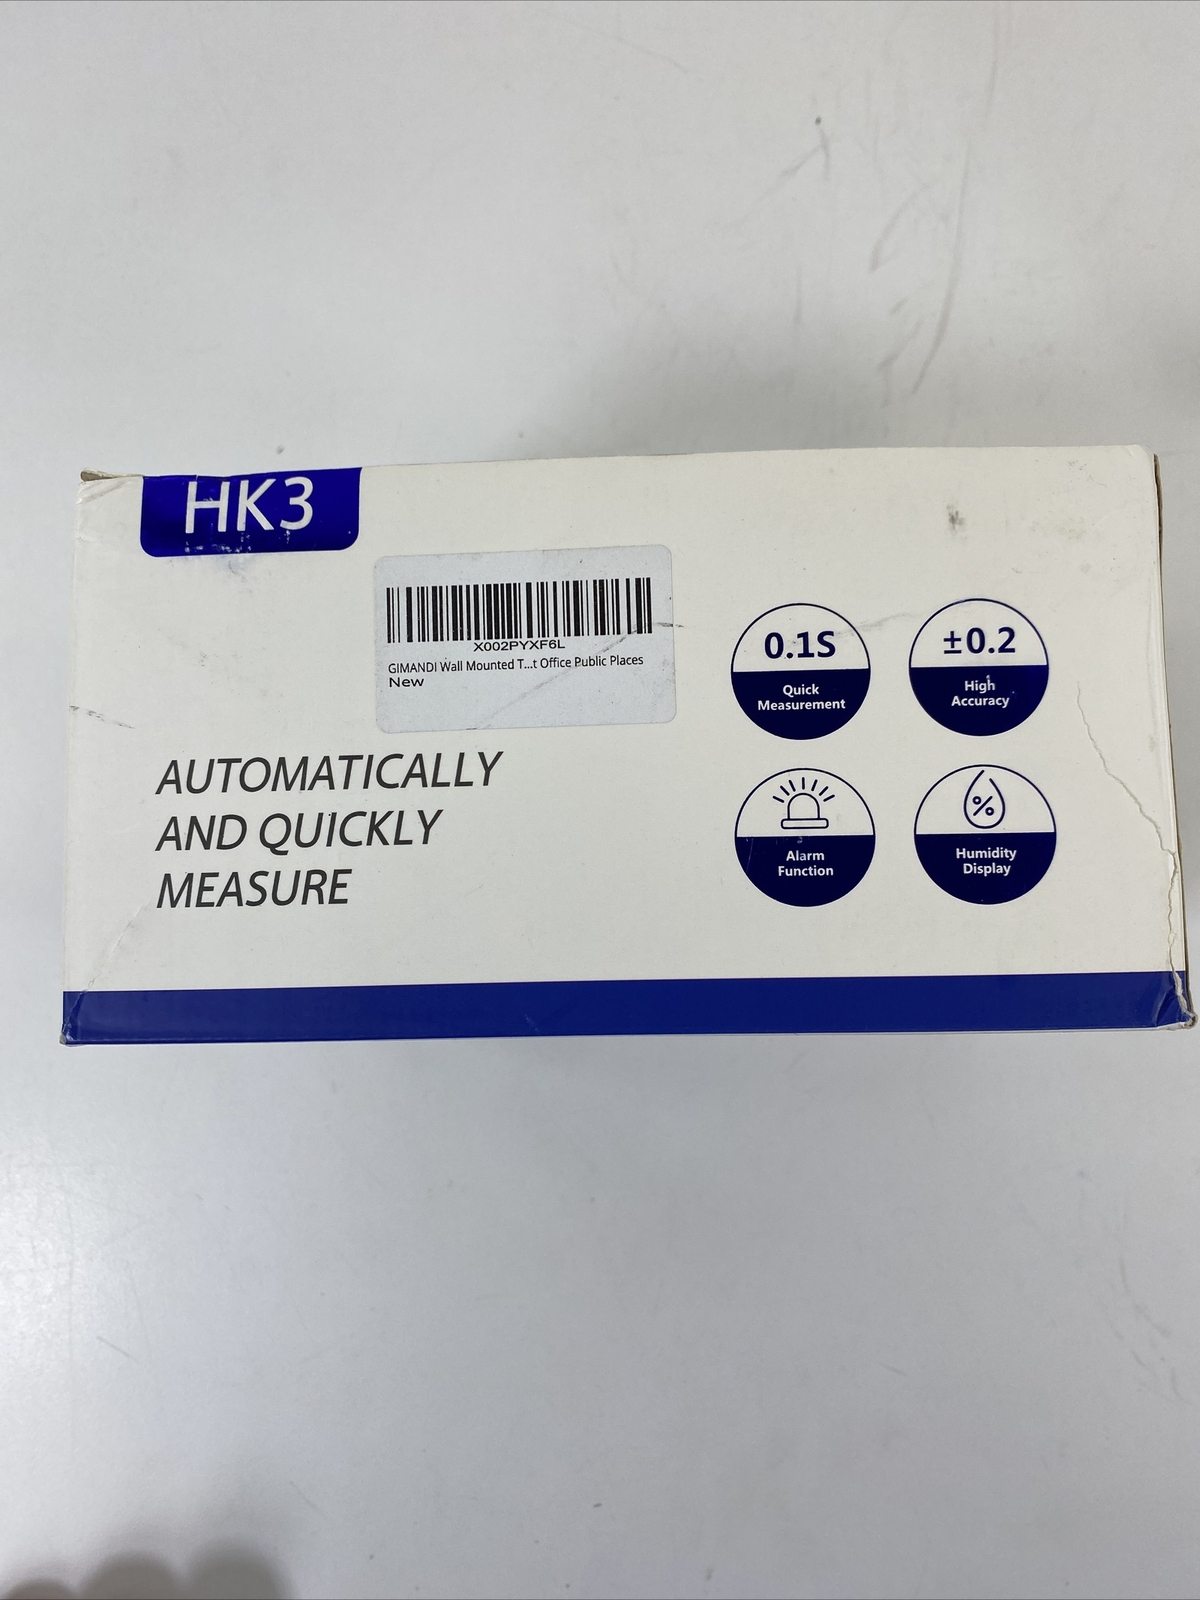 HK3
X002PYXF6L
GIMANDI Wall Mounted T...t Office Public Places
New
AUTOMATICALLY
AND QUICKLY
MEASURE
0.1S
Quick
Measurement
±0.2
High
Accuracy
Alarm
Function
%
Humidity
Display